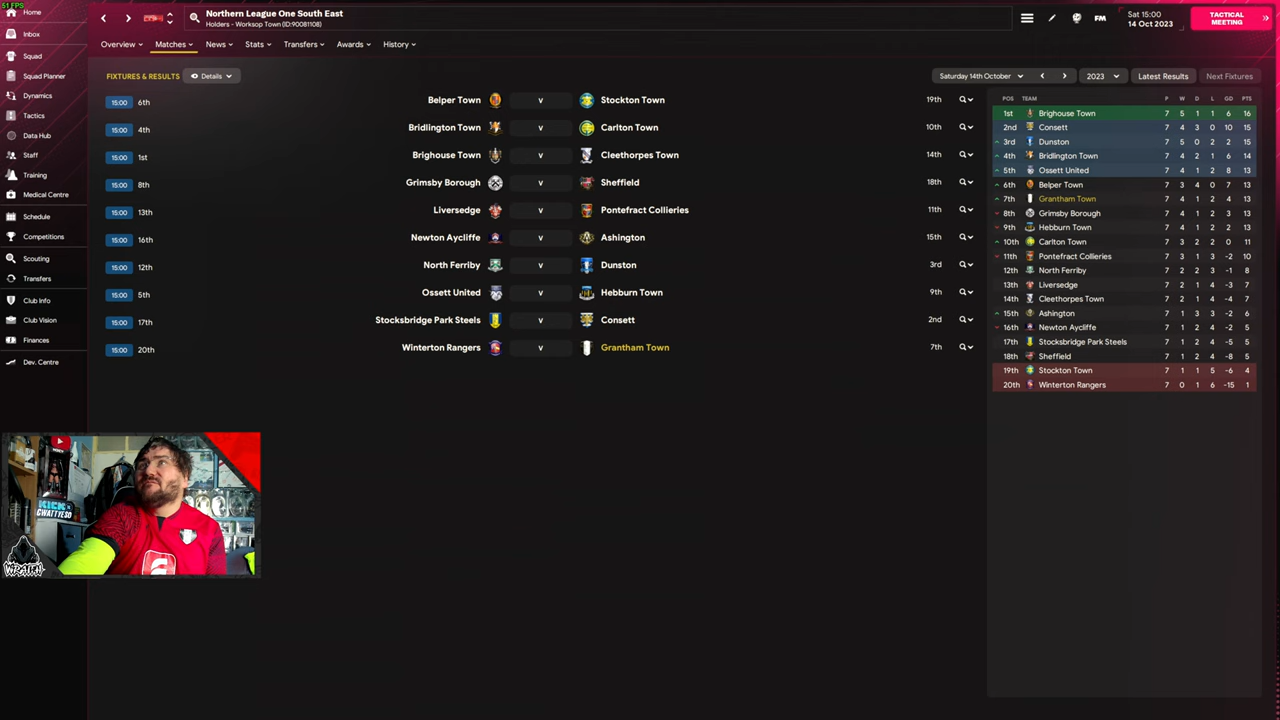 51 FPS
Home
Inbox
Squad
Squad Planner
Dynamics
Tactics
Data Hub
Staff
Training
Medical Centre
Schedule
Competitions
Scouting
Transfers
Club Info
Club Vision
Finances
Dev. Centre
Northern League One South East
Holders - Worksop Town (ID:90081108)
FM
Sat 15:00
14 Oct 2023
TACTICAL
MEETING
Overview Matches News Stats Transfers Awards History
FIXTURES & RESULTS Details
Saturday 14th October 2023 Latest Results Next Fixtures
15:00 6th Belper Town v Stockton Town 19th
15:00 4th Bridlington Town v Carlton Town 10th
15:00 1st Brighouse Town v Cleethorpes Town 14th
15:00 8th Grimsby Borough v Sheffield 18th
15:00 13th Liversedge v Pontefract Collieries 11th
15:00 16th Newton Aycliffe v Ashington 15th
15:00 12th North Ferriby v Dunston 3rd
15:00 5th Ossett United v Hebburn Town 9th
15:00 17th Stocksbridge Park Steels v Consett 2nd
15:00 20th Winterton Rangers v Grantham Town 7th
POS TEAM P W D L GD PTS
1st Brighouse Town 7 5 1 1 6 16
2nd Consett 7 4 3 0 10 15
3rd Dunston 7 5 0 2 2 15
4th Bridlington Town 7 4 2 1 6 14
5th Ossett United 7 4 1 2 8 13
6th Belper Town 7 3 4 0 7 13
7th Grantham Town 7 4 1 2 4 13
8th Grimsby Borough 7 4 1 2 3 13
9th Hebburn Town 7 4 1 2 2 13
10th Carlton Town 7 3 2 2 0 11
11th Pontefract Collieries 7 3 1 3 -2 10
12th North Ferriby 7 2 2 3 -1 8
13th Liversedge 7 2 1 4 -3 7
14th Cleethorpes Town 7 2 1 4 -4 7
15th Ashington 7 1 3 3 -2 6
16th Newton Aycliffe 7 1 2 4 -2 5
17th Stocksbridge Park Steels 7 1 2 4 -5 5
18th Sheffield 7 1 2 4 -8 5
19th Stockton Town 7 1 1 5 -6 4
20th Winterton Rangers 7 0 1 6 -15 1
KICK
GWATTYESO
WRATH